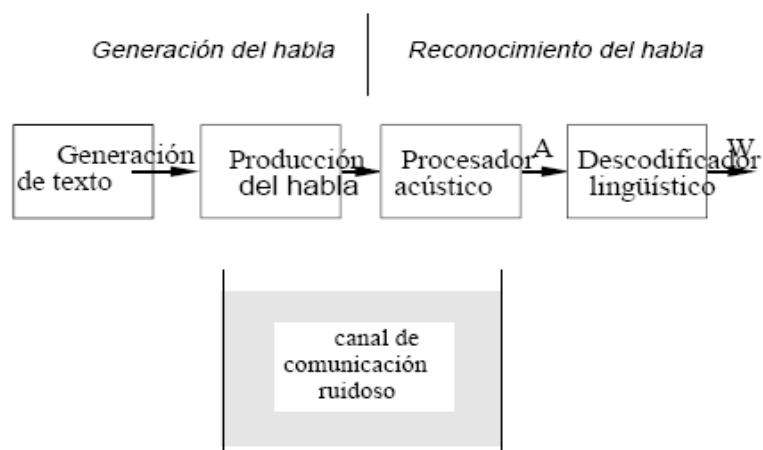 Generación del habla
Reconocimiento del habla
Generación
de texto
Producción
del habla
Procesador
acústico
A
Descodificador
lingüístico
W
canal de
comunicación
ruidoso